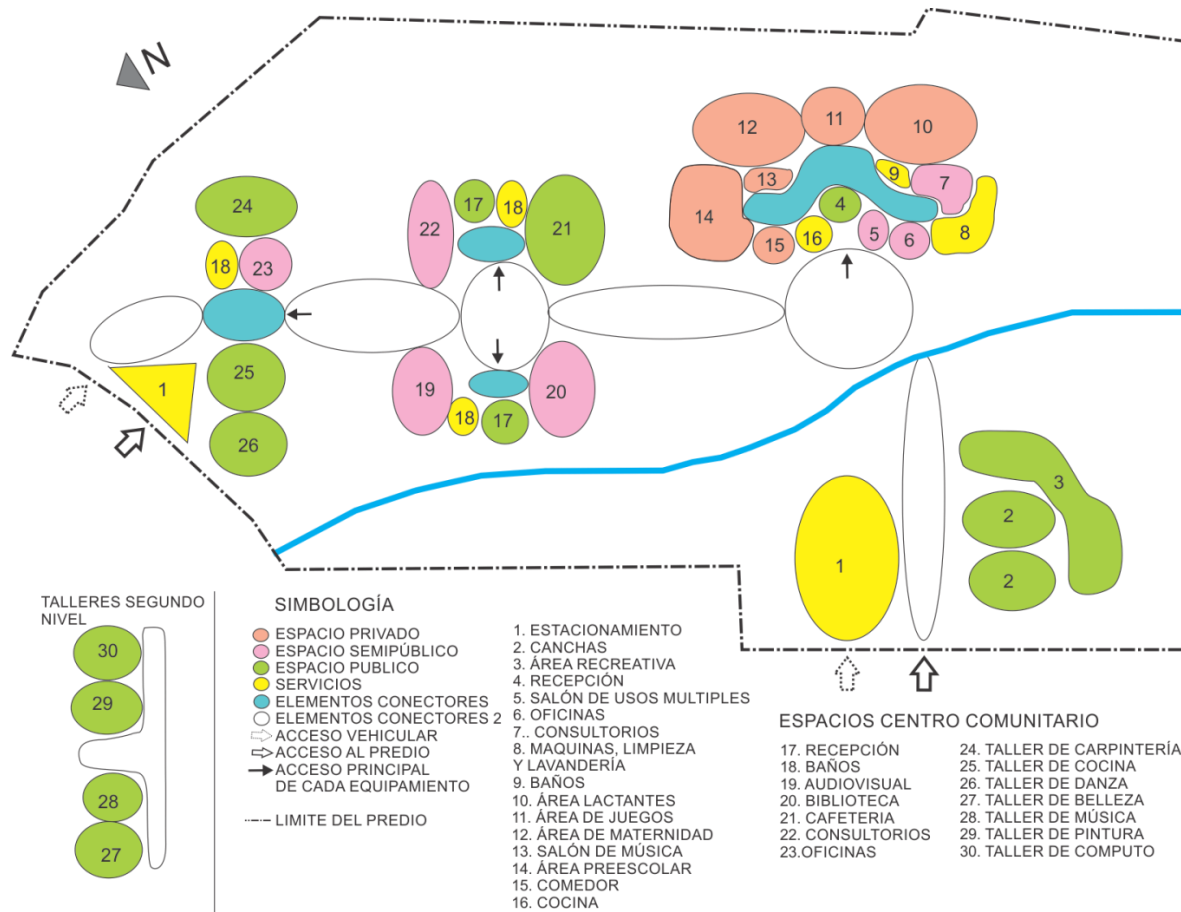 N
12
11
10
13
9
7
14
4
8
15
16
5
6
24
22
17
18
21
18
23
25
26
1
19
18
17
20
3
2
2
1
TALLERES SEGUNDO
NIVEL
30
29
28
27
SIMBOLOGÍA
ESPACIO PRIVADO
ESPACIO SEMIPÚBLICO
ESPACIO PUBLICO
SERVICIOS
ELEMENTOS CONECTORES
ELEMENTOS CONECTORES 2
ACCESO VEHICULAR
ACCESO AL PREDIO
ACCESO PRINCIPAL
DE CADA EQUIPAMIENTO
LIMITE DEL PREDIO
1. ESTACIONAMIENTO
2. CANCHAS
3. ÁREA RECREATIVA
4. RECEPCIÓN
5. SALÓN DE USOS MULTIPLES
6. OFICINAS
7.. CONSULTORIOS
8. MAQUINAS, LIMPIEZA
Y LAVANDERÍA
9. BAÑOS
10. ÁREA LACTANTES
11. ÁREA DE JUEGOS
12. ÁREA DE MATERNIDAD
13. SALÓN DE MÚSICA
14. ÁREA PREESCOLAR
15. COMEDOR
16. COCINA
ESPACIOS CENTRO COMUNITARIO
17. RECEPCIÓN
18. BAÑOS
19. AUDIOVISUAL
20. BIBLIOTECA
21. CAFETERIA
22. CONSULTORIOS
23.OFICINAS
24. TALLER DE CARPINTERÍA
25. TALLER DE COCINA
26. TALLER DE DANZA
27. TALLER DE BELLEZA
28. TALLER DE MÚSICA
29. TALLER DE PINTURA
30. TALLER DE COMPUTO